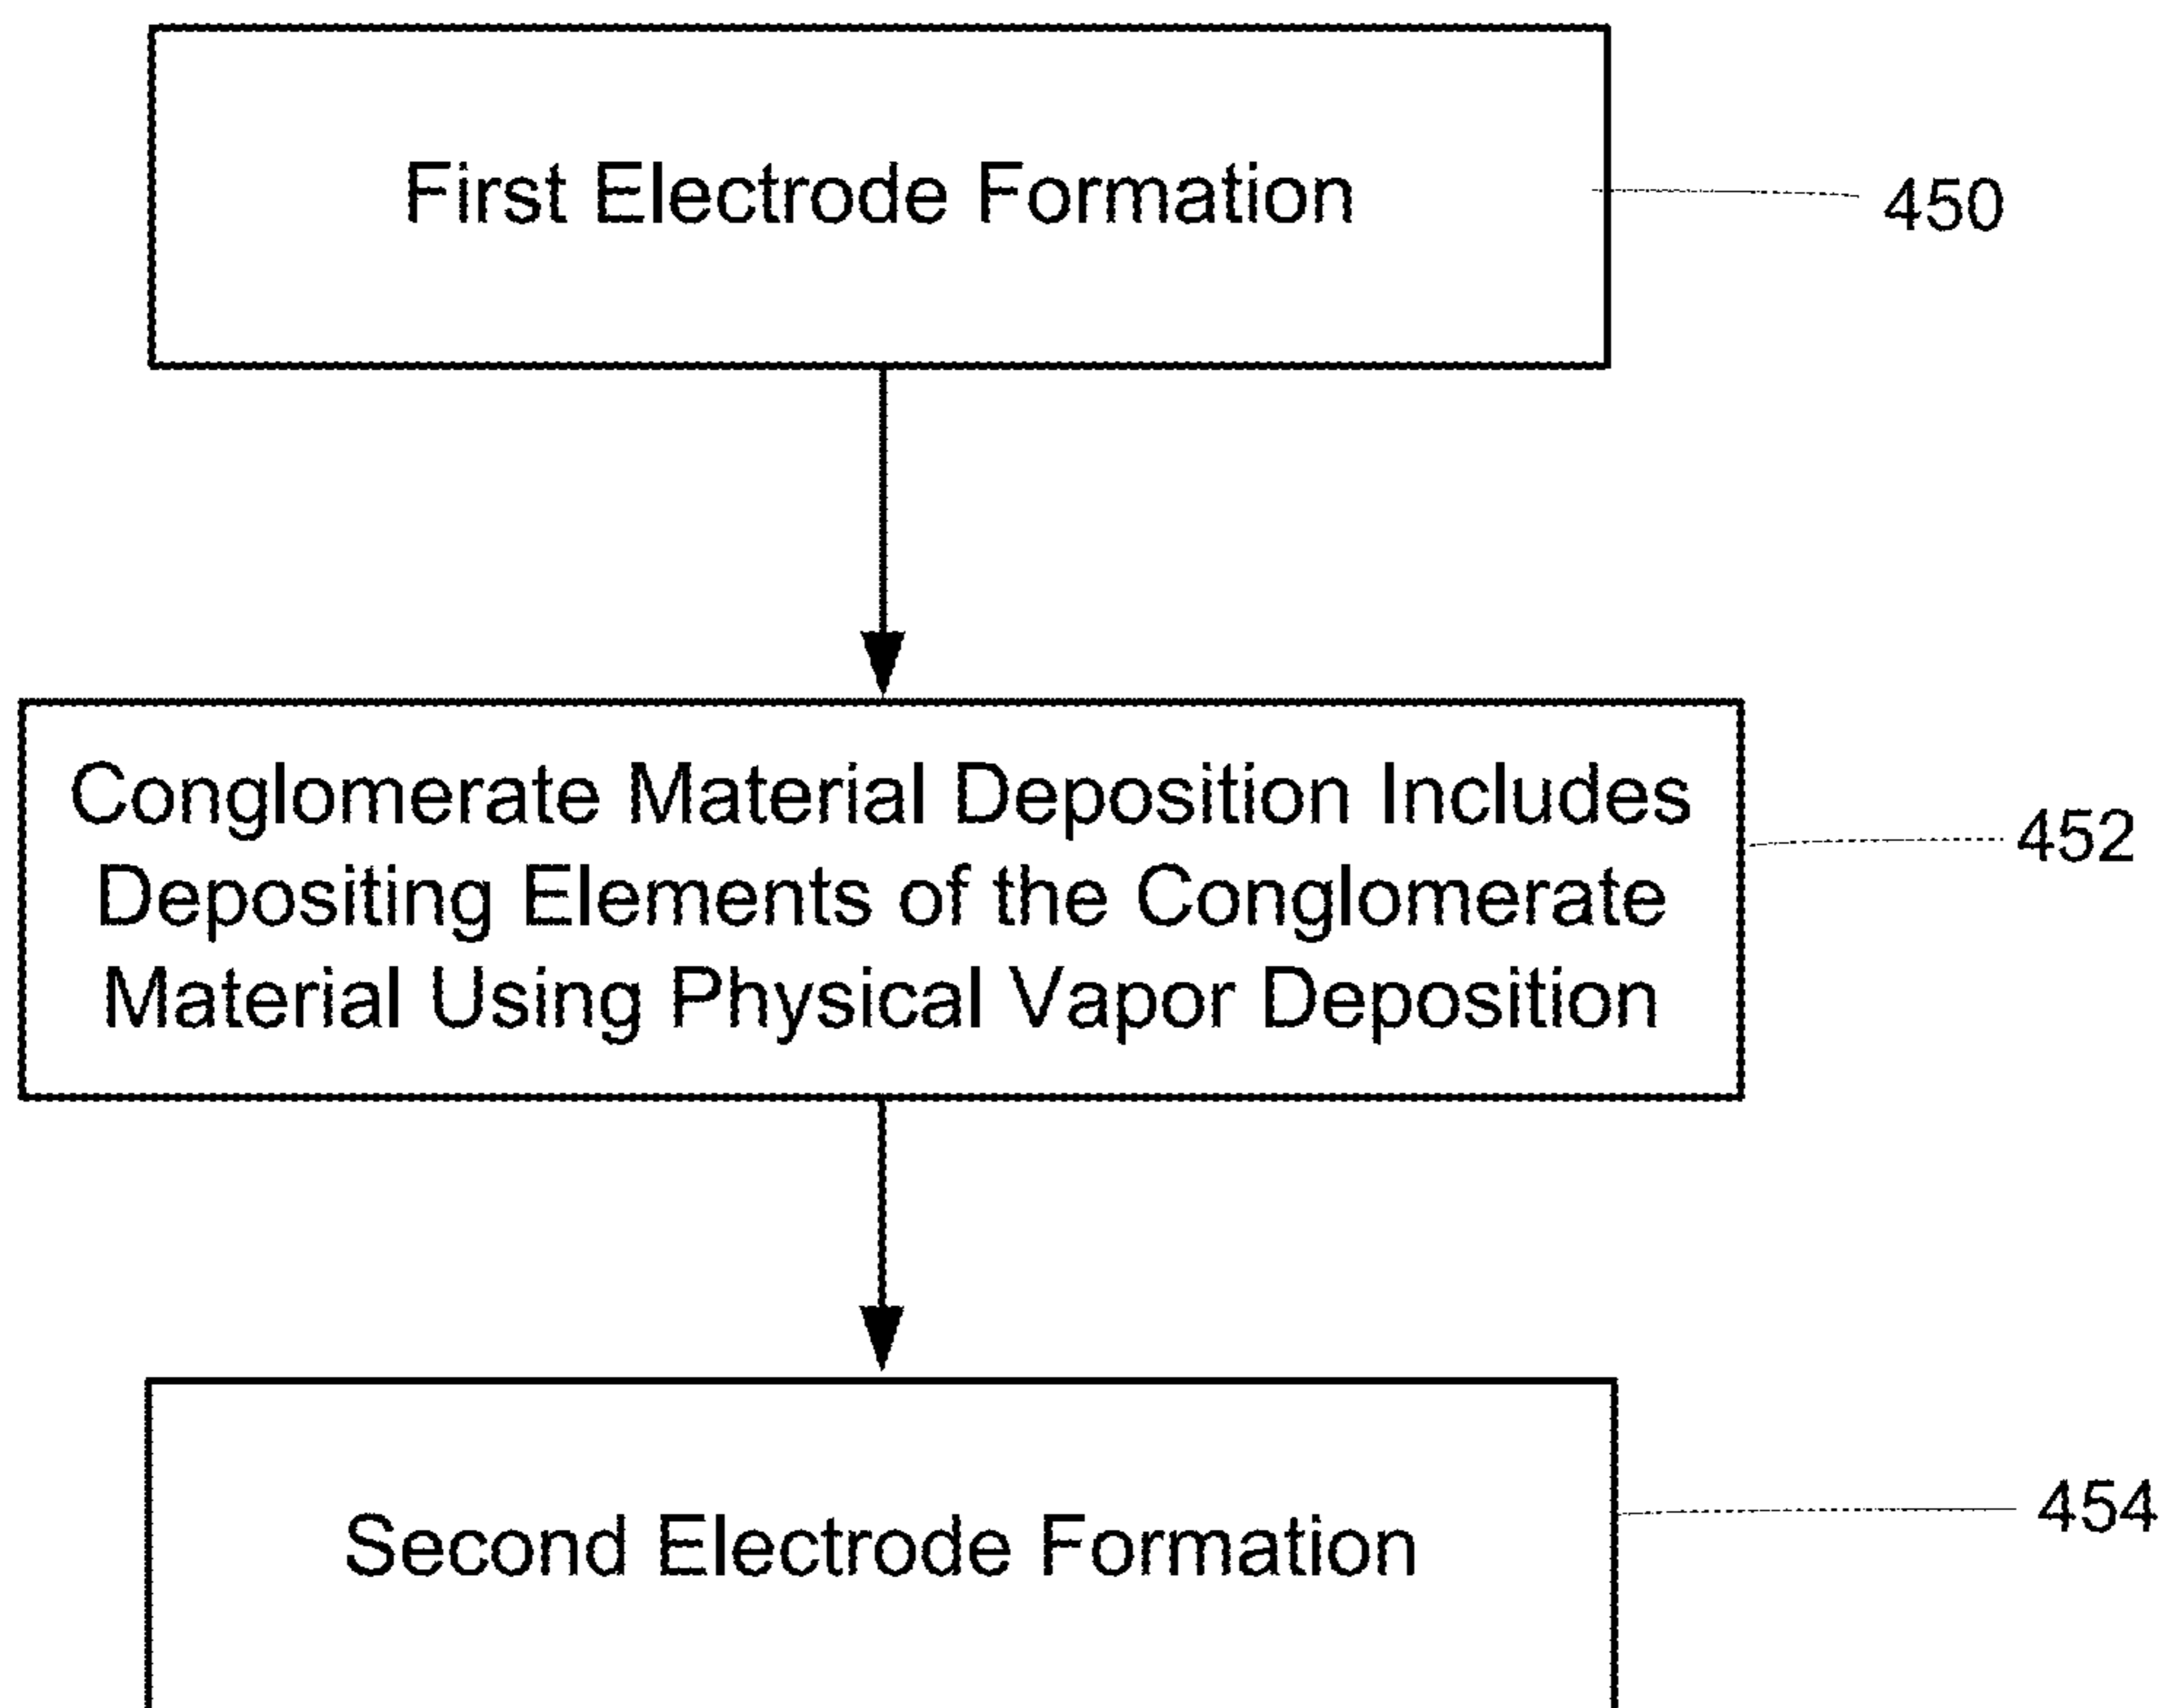 First Electrode Formation
450
Conglomerate Material Deposition Includes
Depositing Elements of the Conglomerate
Material Using Physical Vapor Deposition
452
Second Electrode Formation
454